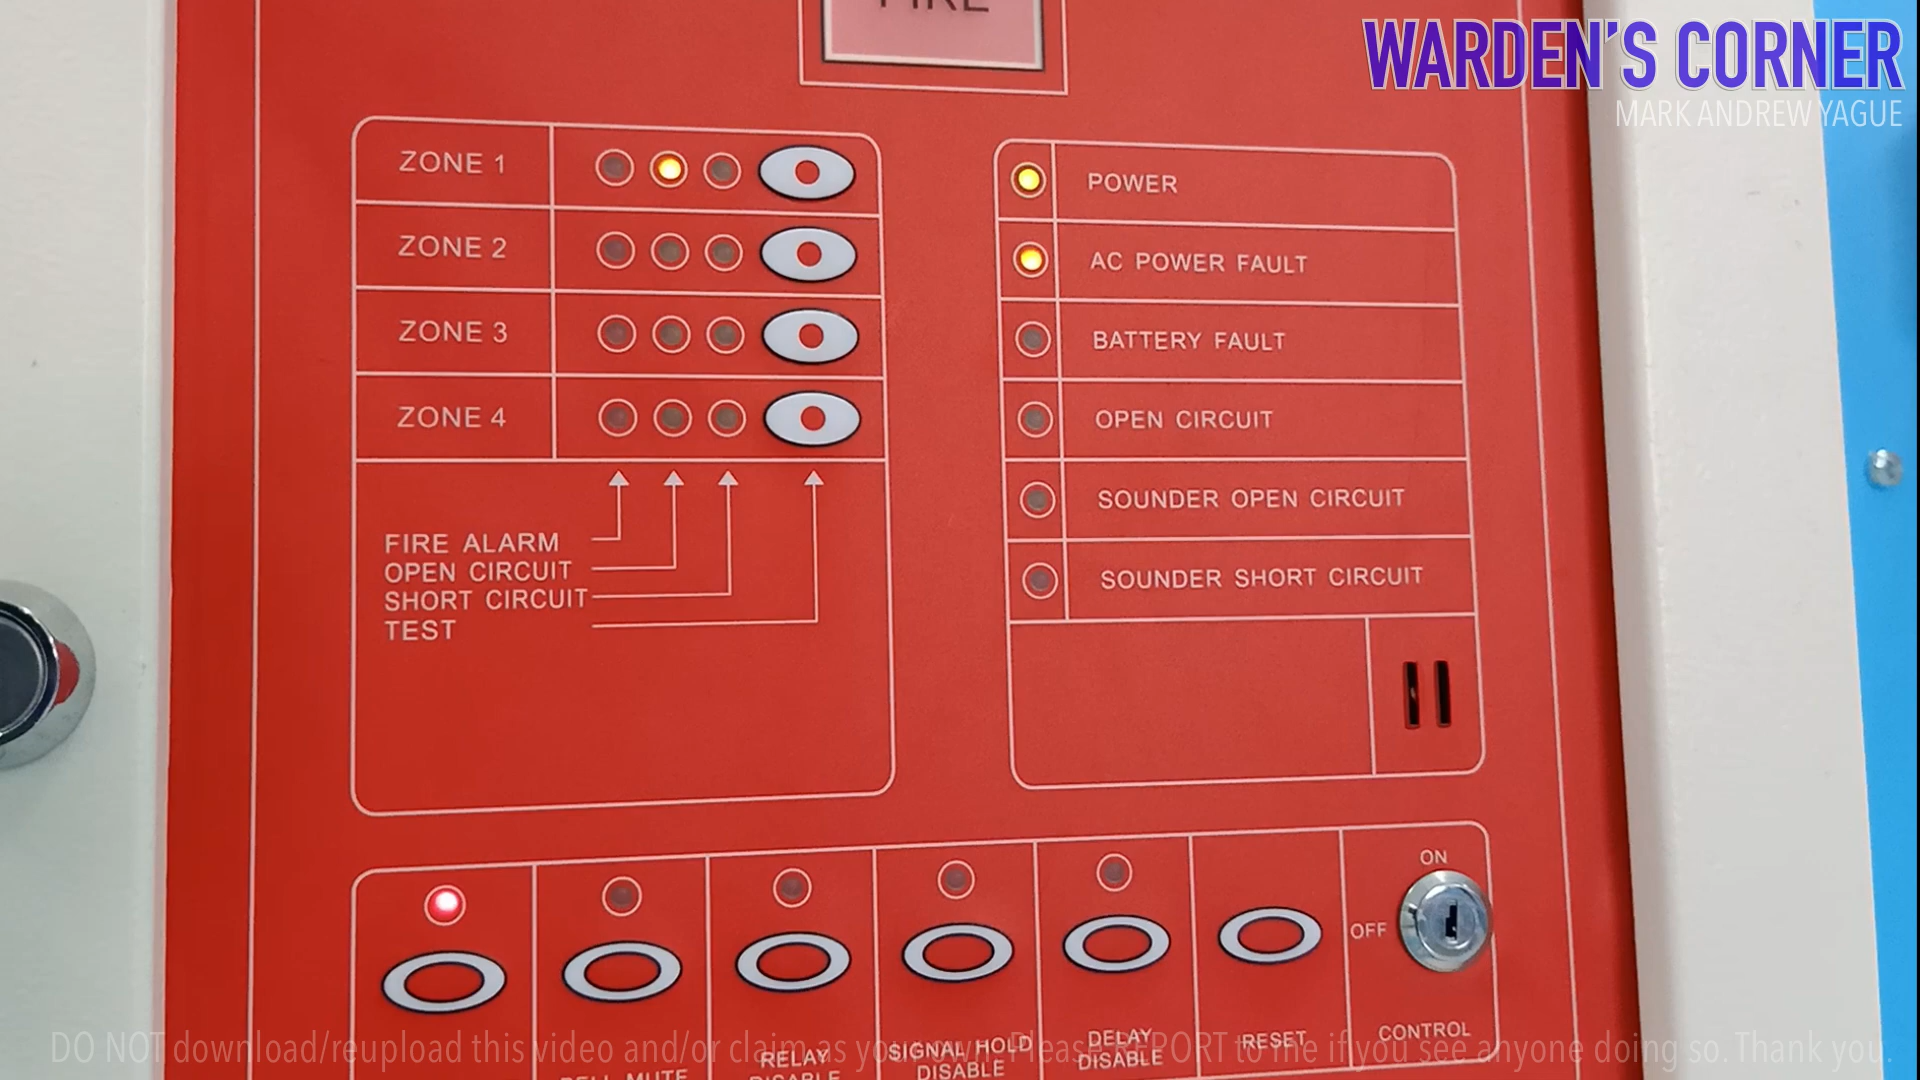 FIRE
WARDEN'S CORNER
MARK ANDREW YAGUE
ZONE 1
ZONE 2
ZONE 3
ZONE 4
FIRE ALARM
OPEN CIRCUIT
SHORT CIRCUIT
TEST
POWER
AC POWER FAULT
BATTERY FAULT
OPEN CIRCUIT
SOUNDER OPEN CIRCUIT
SOUNDER SHORT CIRCUIT
ON
OFF
CONTROL
RESET
DELAY
DISABLE
SIGNAL HOLD
DISABLE
RELAY
DISABLE
BELL MUTE
DO NOT download/reupload this video and/or claim as your own. Please REPORT to me if you see anyone doing so. Thank you.